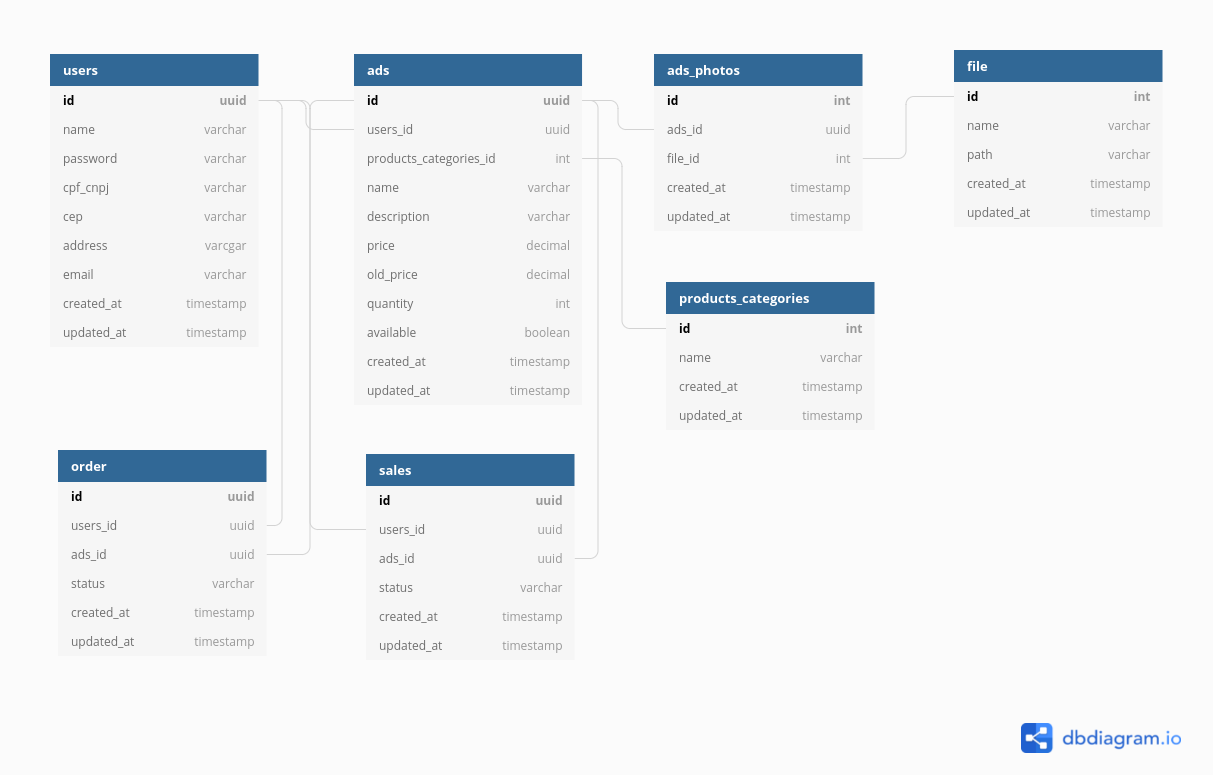 users
id uuid
name varchar
password varchar
cpf_cnpj varchar
cep varchar
address varcgar
email varchar
created_at timestamp
updated_at timestamp
ads
id uuid
users_id uuid
products_categories_id int
name varchar
description varchar
price decimal
old_price decimal
quantity int
available boolean
created_at timestamp
updated_at timestamp
ads_photos
id int
ads_id uuid
file_id int
created_at timestamp
updated_at timestamp
file
id int
name varchar
path varchar
created_at timestamp
updated_at timestamp
products_categories
id int
name varchar
created_at timestamp
updated_at timestamp
order
id uuid
users_id uuid
ads_id uuid
status varchar
created_at timestamp
updated_at timestamp
sales
id uuid
users_id uuid
ads_id uuid
status varchar
created_at timestamp
updated_at timestamp
dbdiagram.io